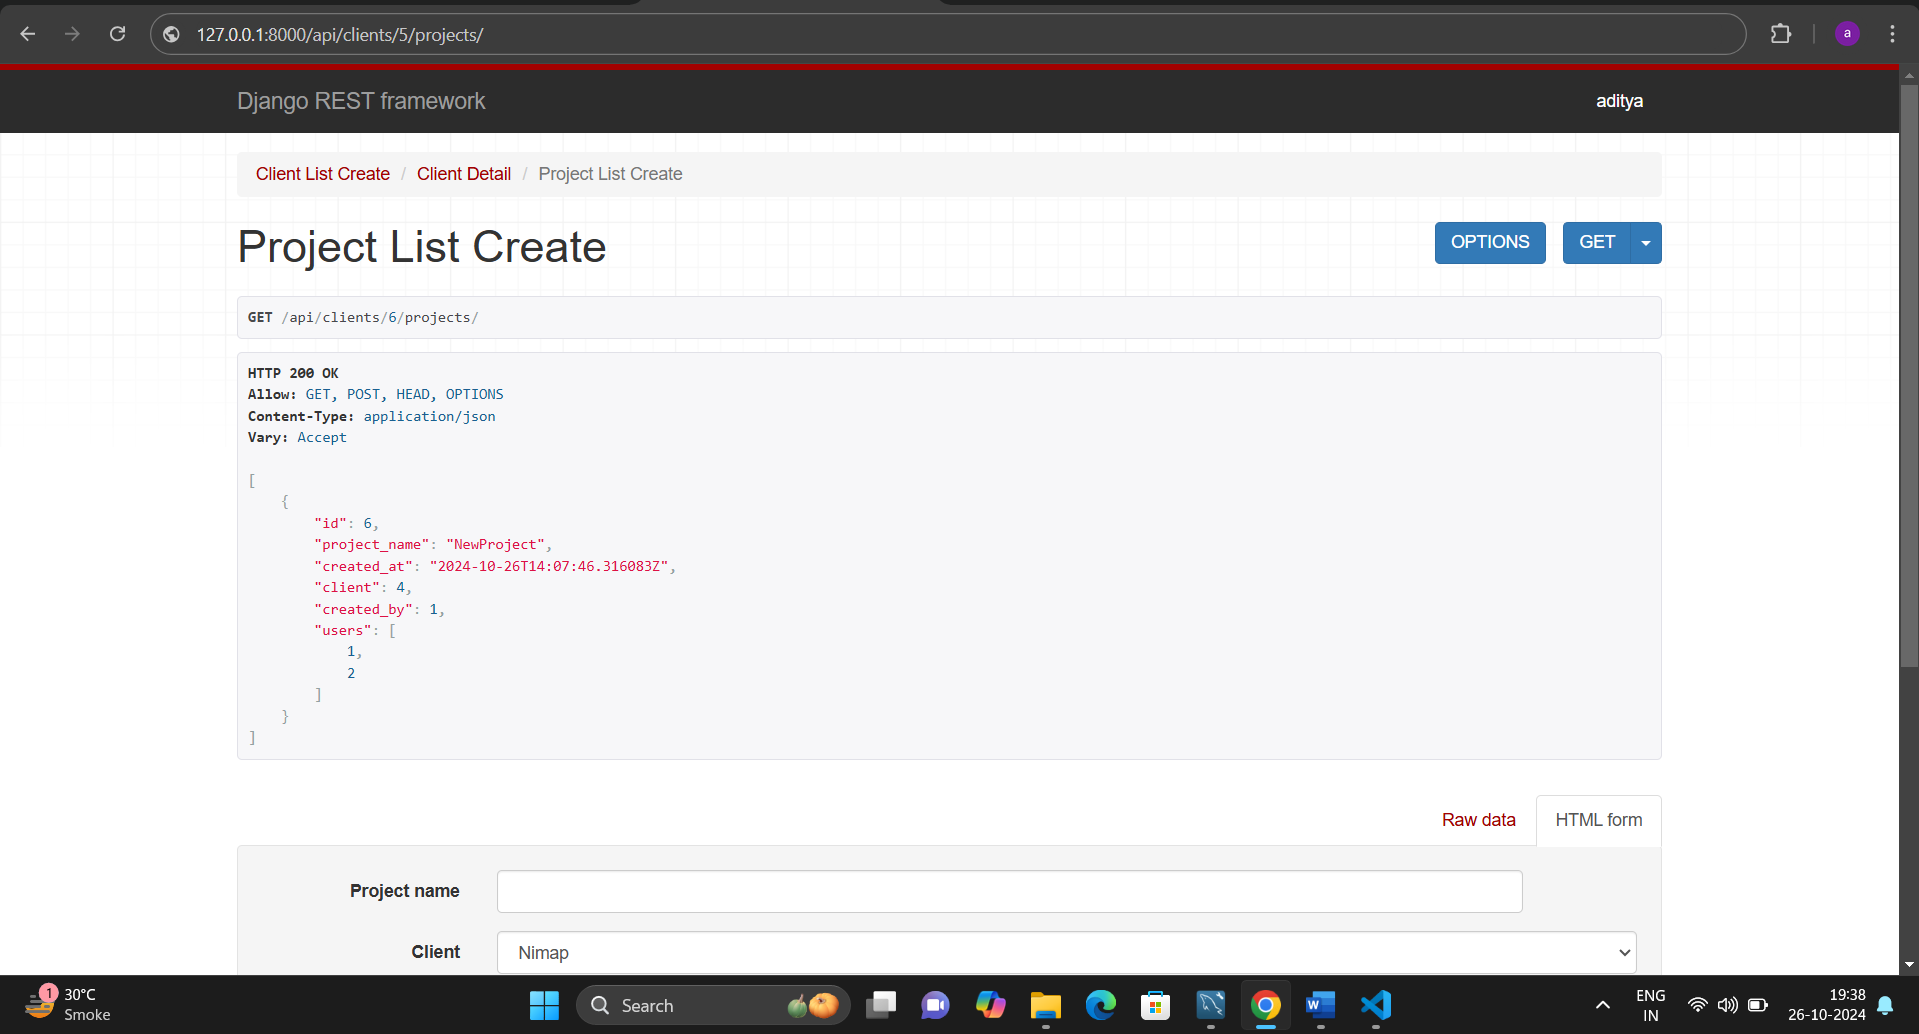 127.0.0.1:8000/api/clients/5/projects/
a
Django REST framework
aditya
Client List Create / Client Detail / Project List Create
Project List Create
OPTIONS
GET
GET /api/clients/6/projects/
HTTP 200 OK
Allow: GET, POST, HEAD, OPTIONS
Content-Type: application/json
Vary: Accept
[
    {
        "id": 6,
        "project_name": "NewProject",
        "created_at": "2024-10-26T14:07:46.316083Z",
        "client": 4,
        "created_by": 1,
        "users": [
            1,
            2
        ]
    }
]
Raw data
HTML form
Project name
Client
Nimap
1
30°C
Smoke
Search
W
ENG
IN
19:38
26-10-2024